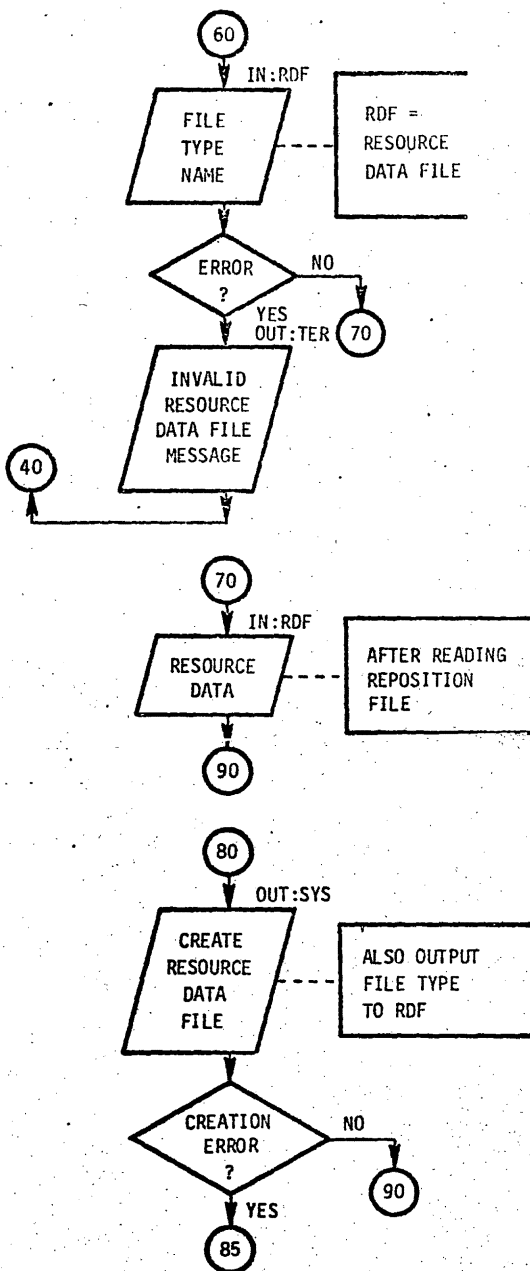 60
IN:RDF
FILE
TYPE
NAME
RDF =
RESOURCE
DATA FILE
ERROR
?
NO
70
YES
OUT:TER
INVALID
RESOURCE
DATA FILE
MESSAGE
40
70
IN:RDF
RESOURCE
DATA
AFTER READING
REPOSITION
FILE
90
80
OUT:SYS
CREATE
RESOURCE
DATA
FILE
ALSO OUTPUT
FILE TYPE
TO RDF
CREATION
ERROR
?
NO
90
YES
85